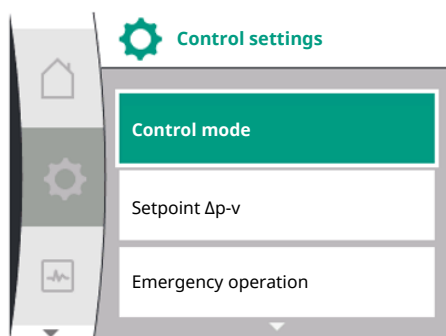 Control settings
Control mode
Setpoint Δp-v
Emergency operation